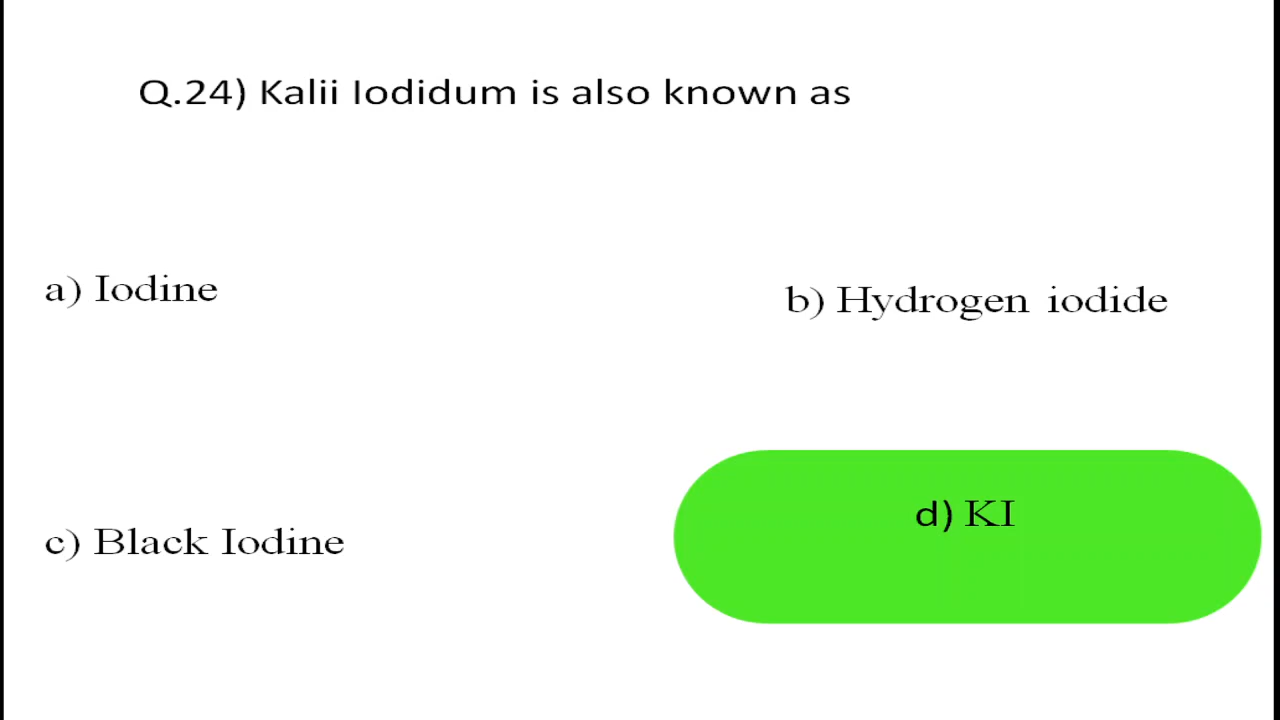 Q.24) Kalii Iodidum is also known as
a) Iodine
b) Hydrogen iodide
c) Black Iodine
d) KI